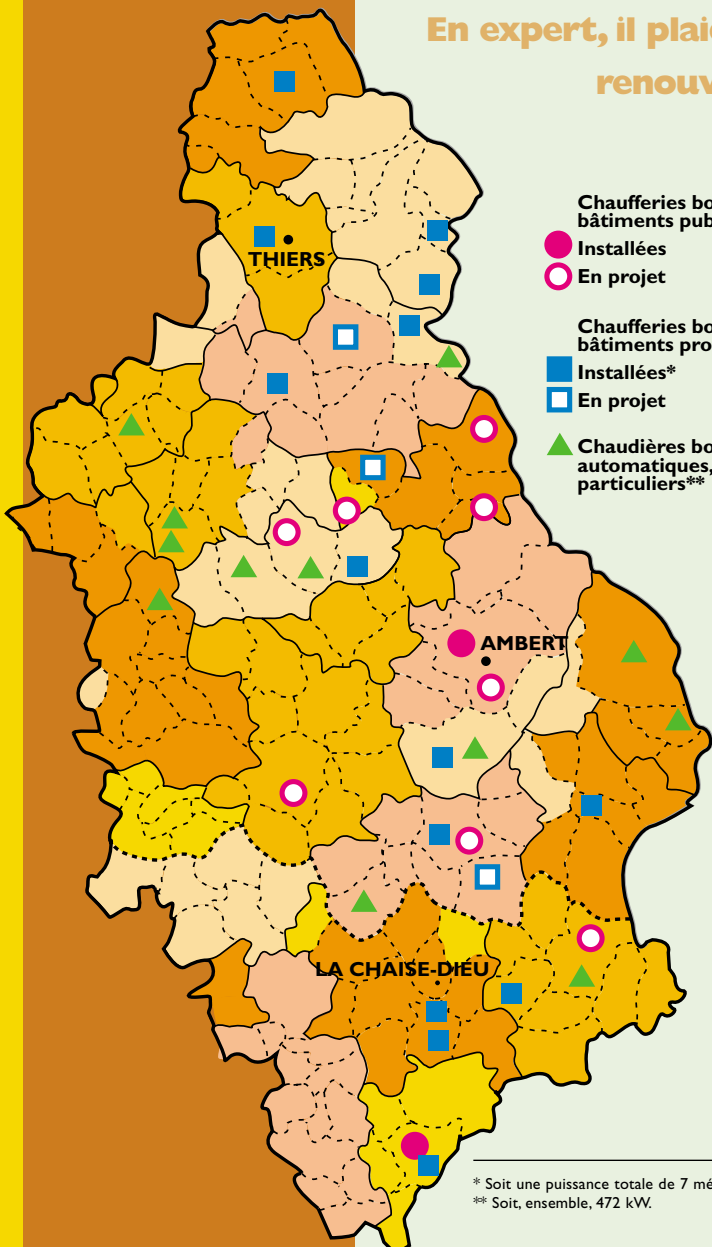 En expert, il plai
renouv
Chaufferies bo
bâtiments pub
Installées
En projet
Chaufferies bo
bâtiments pro
Installées*
En projet
Chaudières bo
automatiques,
particuliers**
THIERS
AMBERT
LA CHAISE-DIEU
* Soit une puissance totale de 7 mé
** Soit, ensemble, 472 kW.